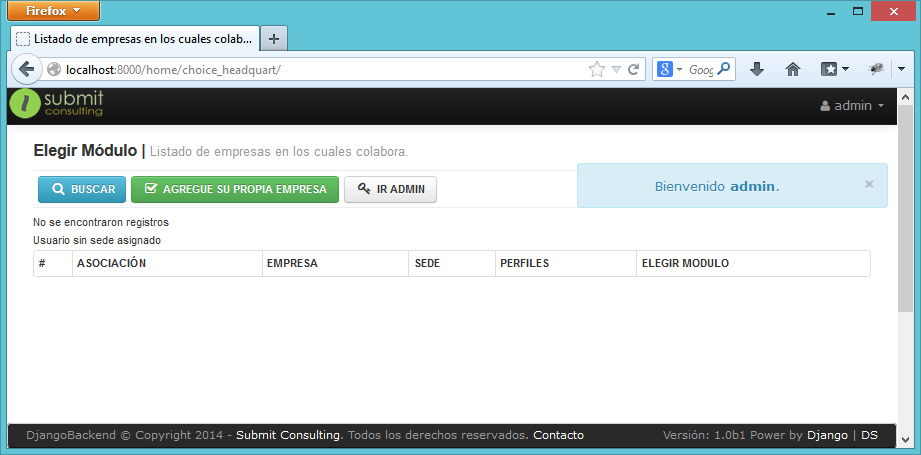 Firefox
Listado de empresas en los cuales colab...
localhost:8000/home/choice_headquart/
8 Goog
submit
consulting
admin
Elegir Módulo | Listado de empresas en los cuales colabora.
Bienvenido admin. ×
BUSCAR AGREGUE SU PROPIA EMPRESA IR ADMIN
No se encontraron registros
Usuario sin sede asignado
# ASOCIACIÓN EMPRESA SEDE PERFILES ELEGIR MODULO
DjangoBackend © Copyright 2014 - Submit Consulting. Todos los derechos reservados. Contacto Versión: 1.0b1 Power by Django | DS